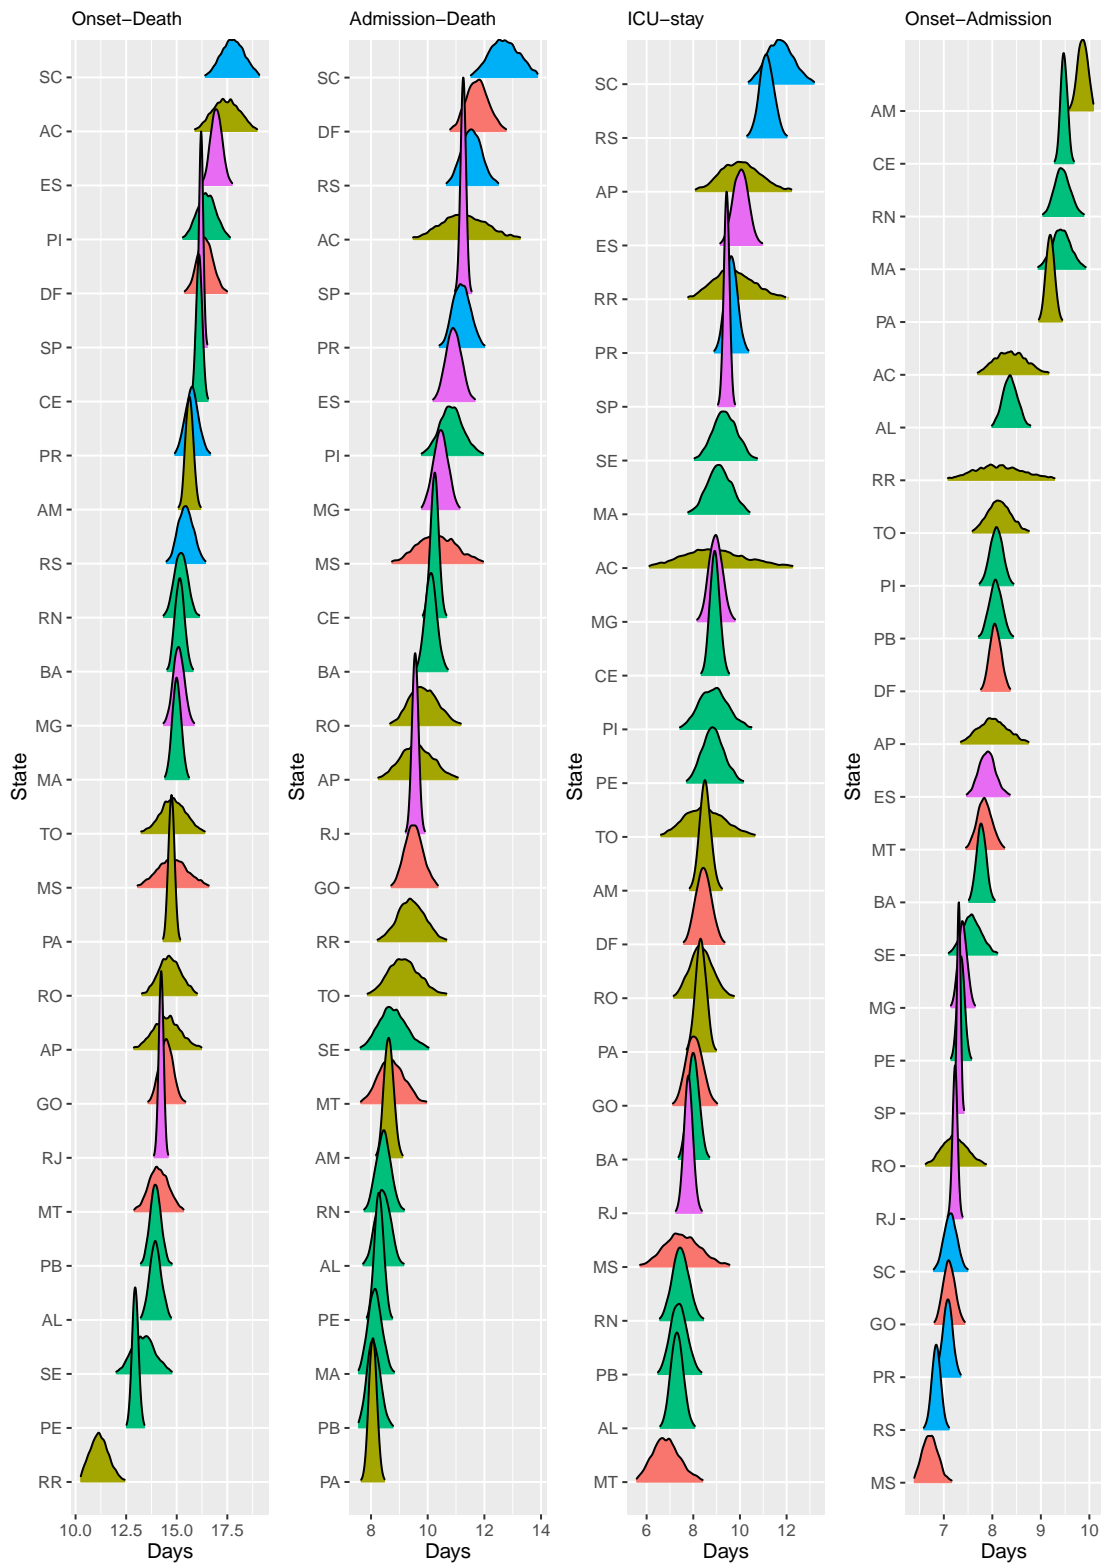 Onset−Death
SC
AC
ES
PI
DF
SP
CE
PR
AM
RS
RN
BA
MG
MA
TO
MS
PA
RO
AP
GO
RJ
MT
PB
AL
SE
PE
RR
State
10.0 12.5 15.0 17.5
Days
Admission−Death
SC
DF
RS
AC
SP
PR
ES
PI
MG
MS
CE
BA
RO
AP
RJ
GO
RR
TO
SE
MT
AM
RN
AL
PE
MA
PB
PA
State
8 10 12 14
Days
ICU−stay
SC
RS
AP
ES
RR
PR
SP
SE
MA
AC
MG
CE
PI
PE
TO
AM
DF
RO
PA
GO
BA
RJ
MS
RN
PB
AL
MT
State
6 8 10 12
Days
Onset−Admission
AM
CE
RN
MA
PA
AC
AL
RR
TO
PI
PB
DF
AP
ES
MT
BA
SE
MG
PE
SP
RO
RJ
SC
GO
PR
RS
MS
State
7 8 9 10
Days